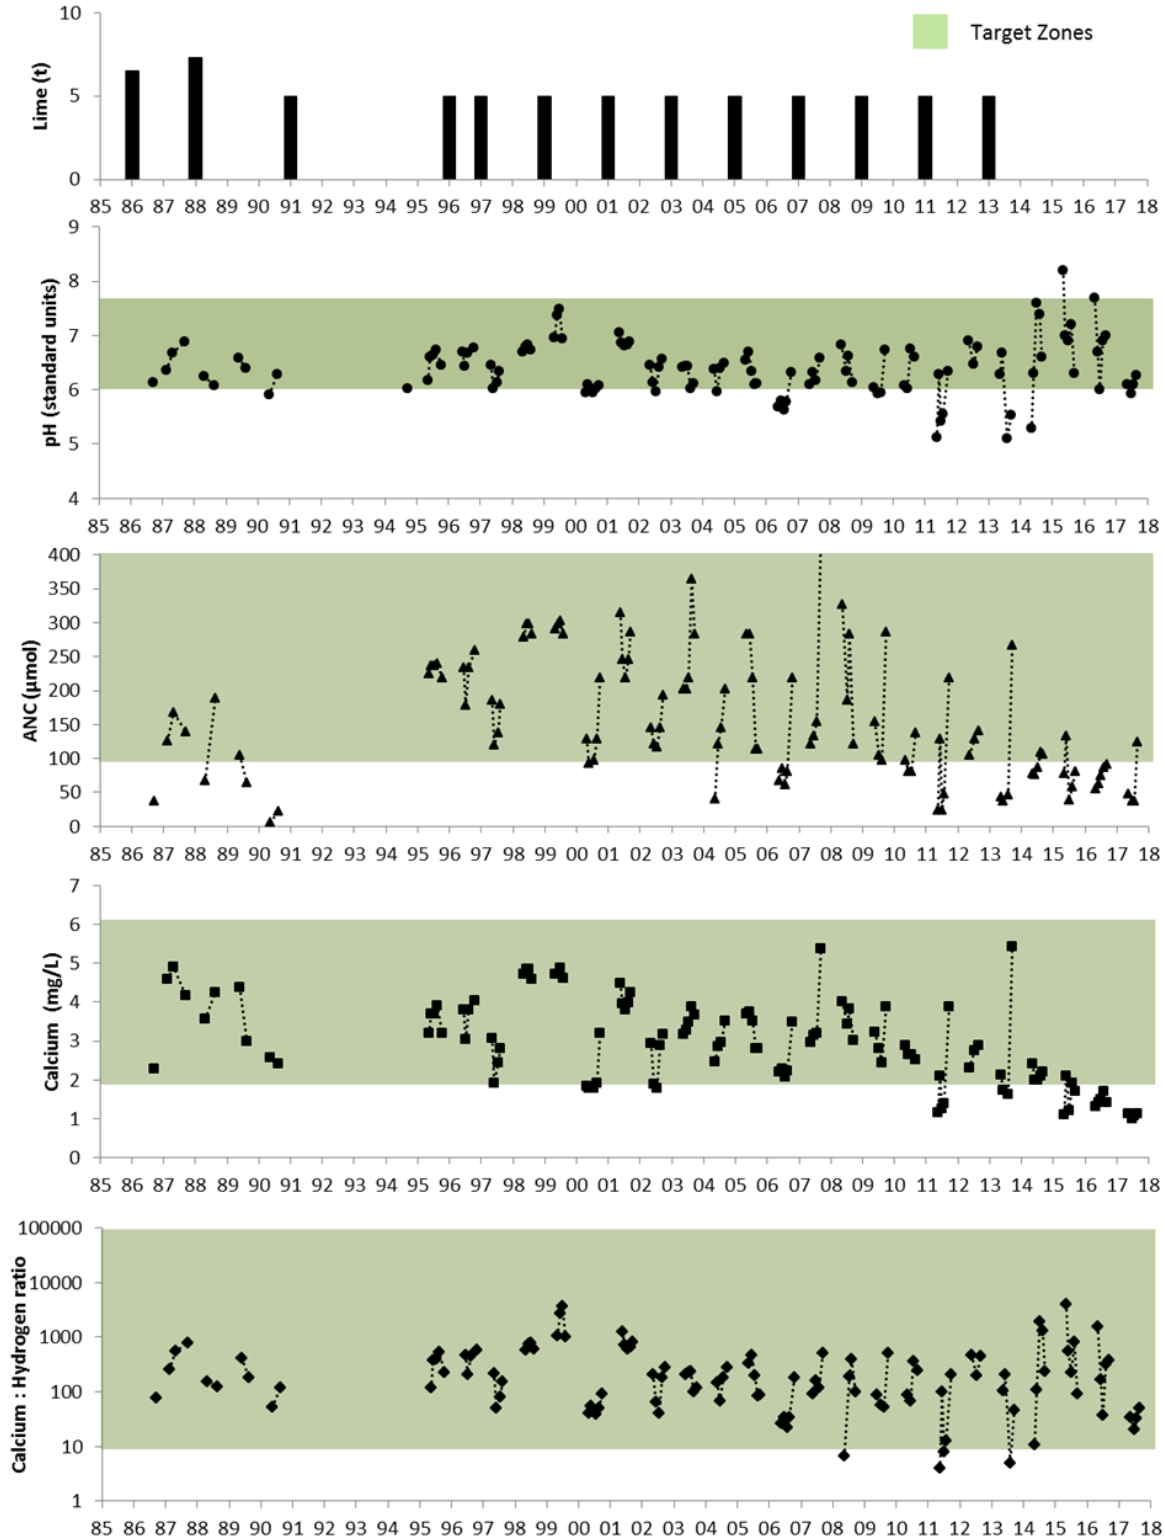 Target Zones
Lime (t)
10
5
0
85 86 87 88 89 90 91 92 93 94 95 96 97 98 99 00 01 02 03 04 05 06 07 08 09 10 11 12 13 14 15 16 17 18
pH (standard units)
9
8
7
6
5
4
85 86 87 88 89 90 91 92 93 94 95 96 97 98 99 00 01 02 03 04 05 06 07 08 09 10 11 12 13 14 15 16 17 18
ANC (µmol)
400
350
300
250
200
150
100
50
0
85 86 87 88 89 90 91 92 93 94 95 96 97 98 99 00 01 02 03 04 05 06 07 08 09 10 11 12 13 14 15 16 17 18
Calcium (mg/L)
7
6
5
4
3
2
1
0
85 86 87 88 89 90 91 92 93 94 95 96 97 98 99 00 01 02 03 04 05 06 07 08 09 10 11 12 13 14 15 16 17 18
Calcium : Hydrogen ratio
100000
10000
1000
100
10
1
85 86 87 88 89 90 91 92 93 94 95 96 97 98 99 00 01 02 03 04 05 06 07 08 09 10 11 12 13 14 15 16 17 18